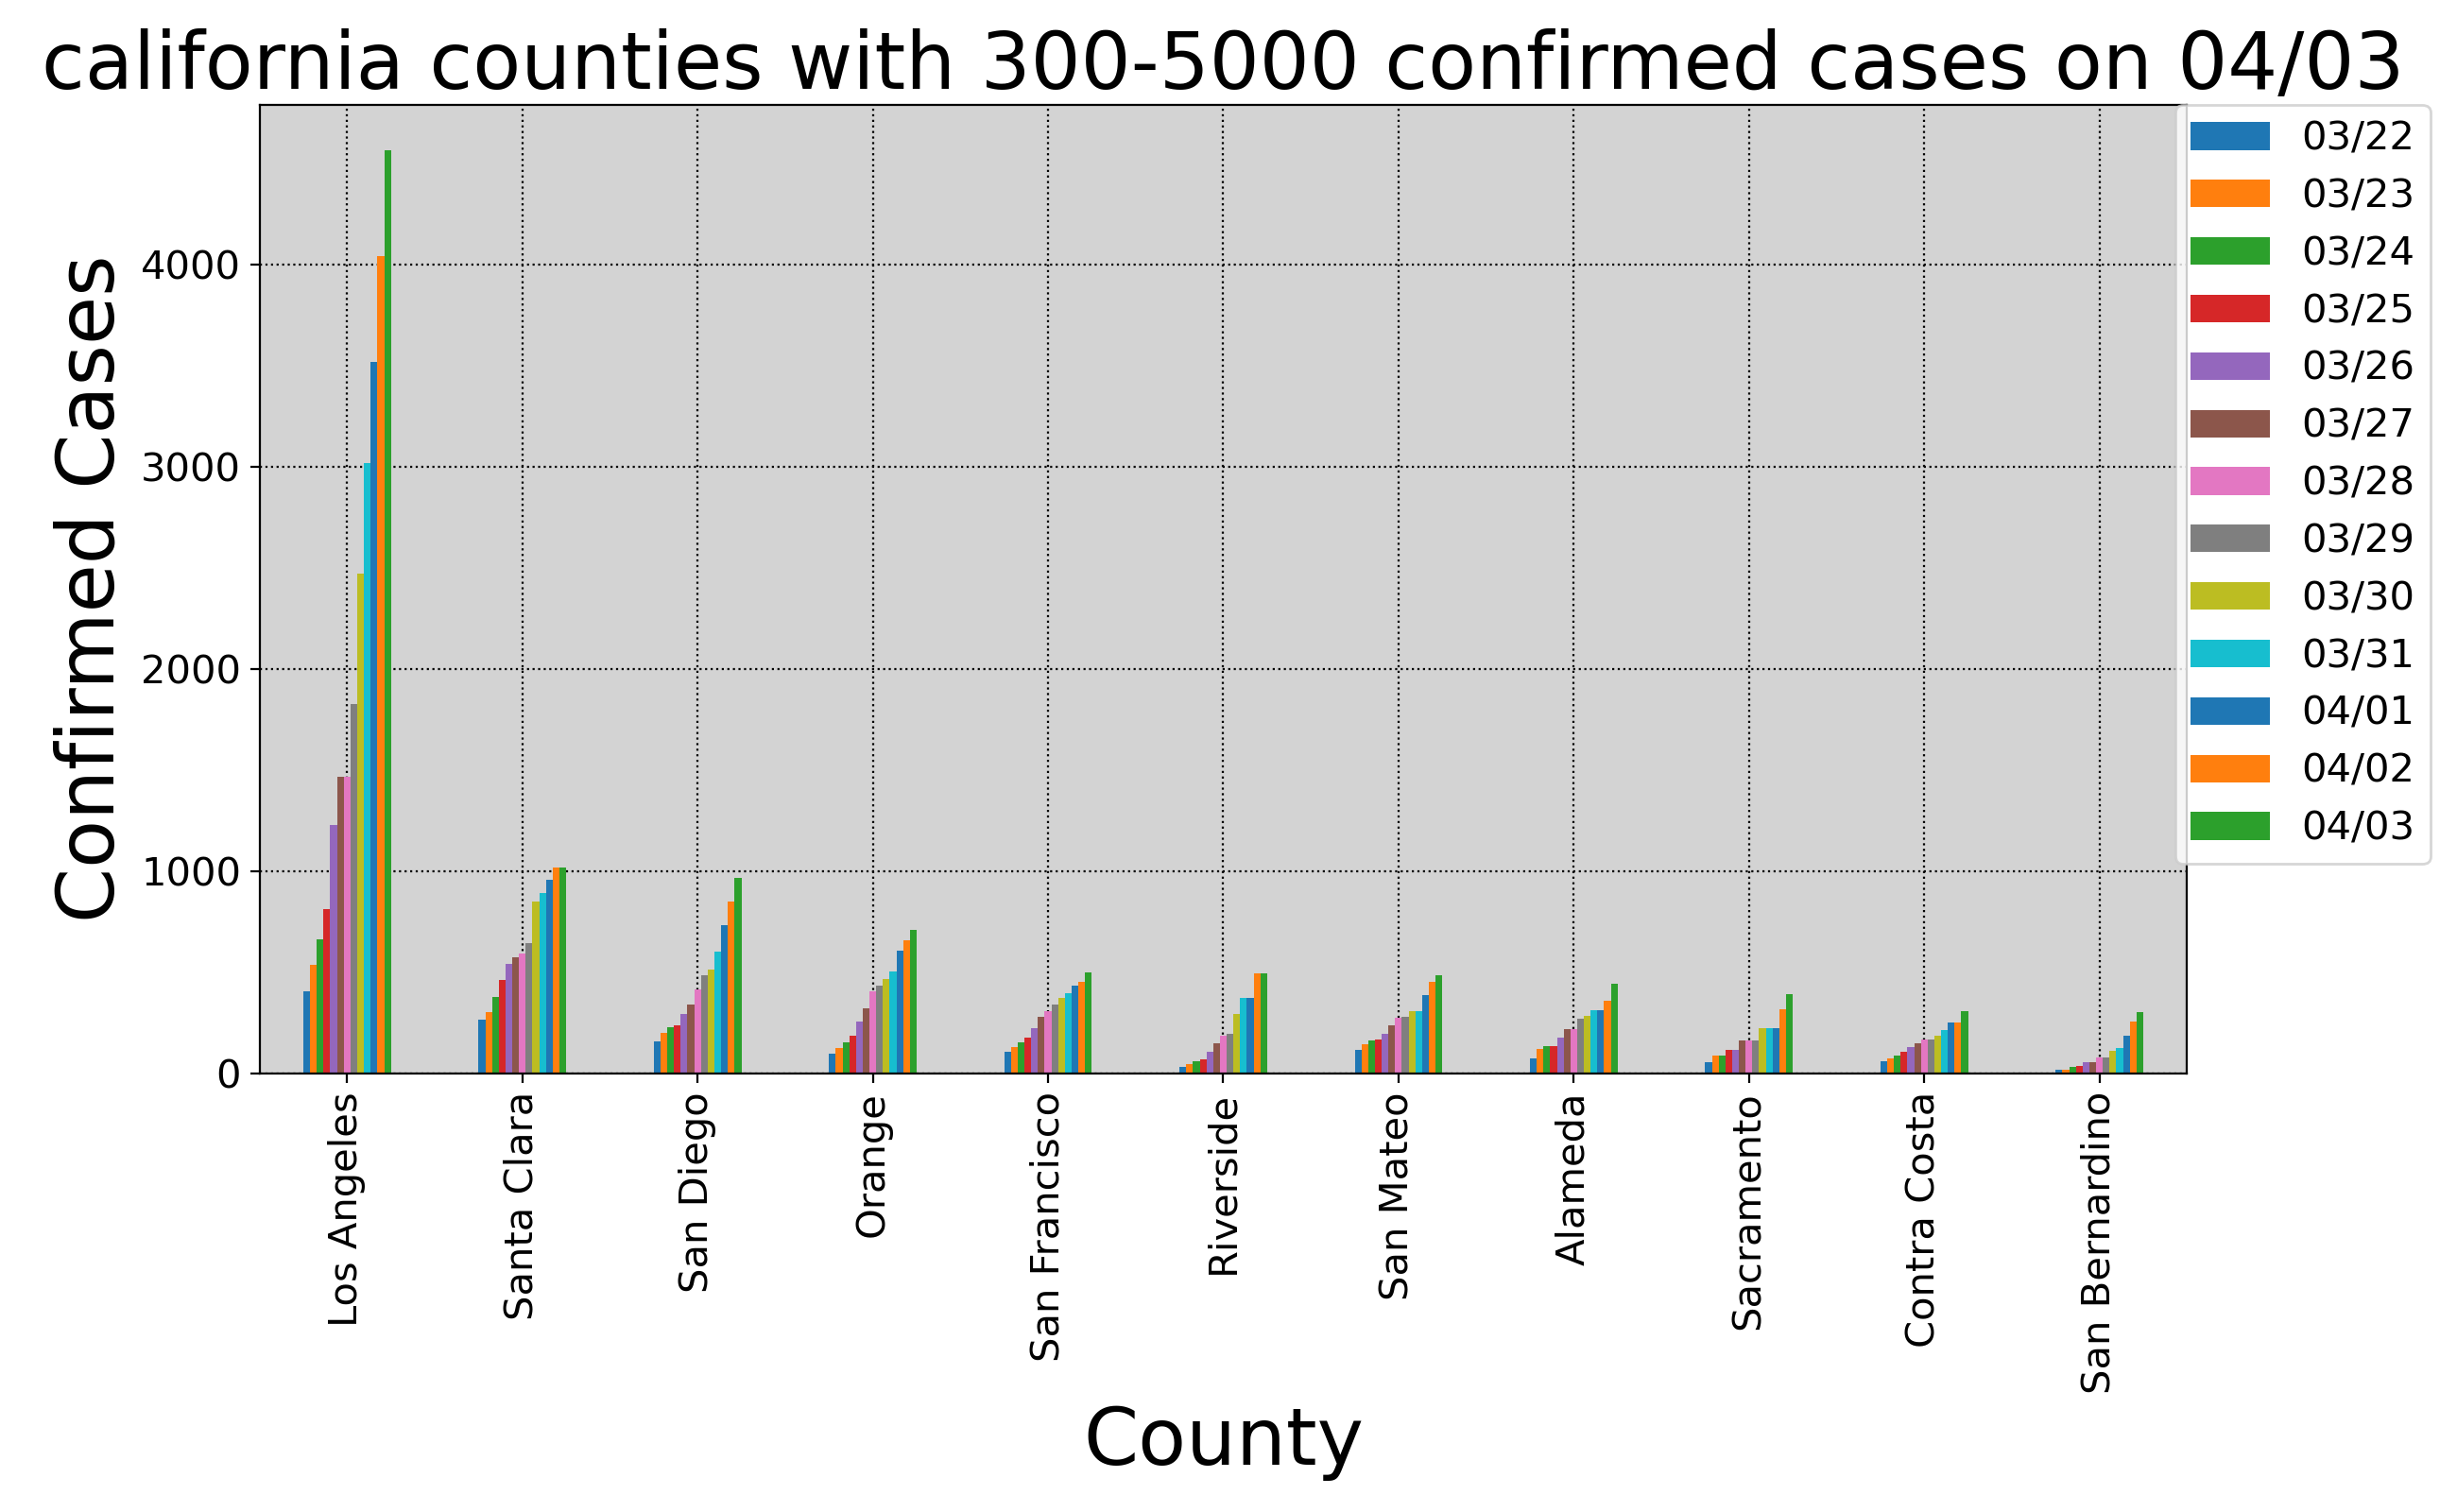 california counties with 300-5000 confirmed cases on 04/03
Confirmed Cases
4000
3000
2000
1000
0
03/22
03/23
03/24
03/25
03/26
03/27
03/28
03/29
03/30
03/31
04/01
04/02
04/03
Los Angeles
Santa Clara
San Diego
Orange
San Francisco
Riverside
San Mateo
Alameda
Sacramento
Contra Costa
San Bernardino
County